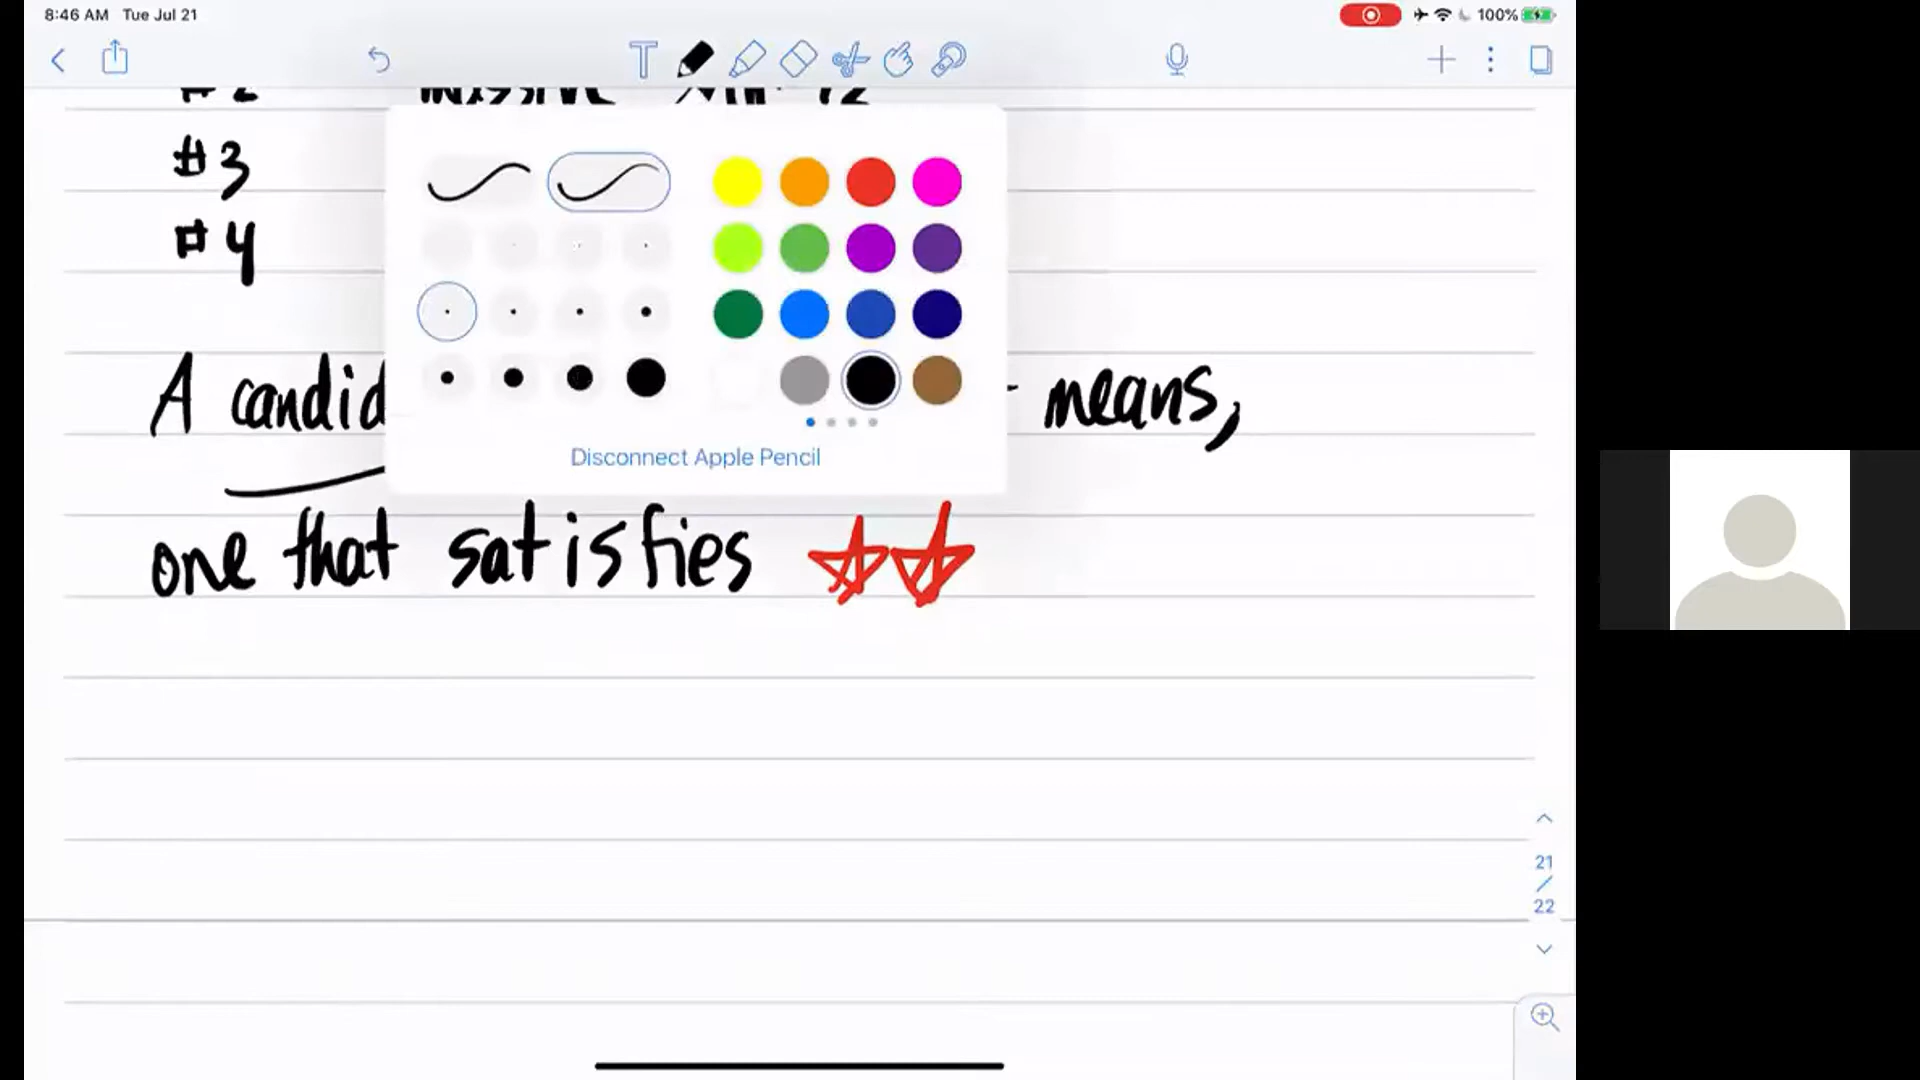 8:46 AM Tue Jul 21
100%
T
#2
#3
#4
A candid means,
Disconnect Apple Pencil
one that satisfies
21
/
22